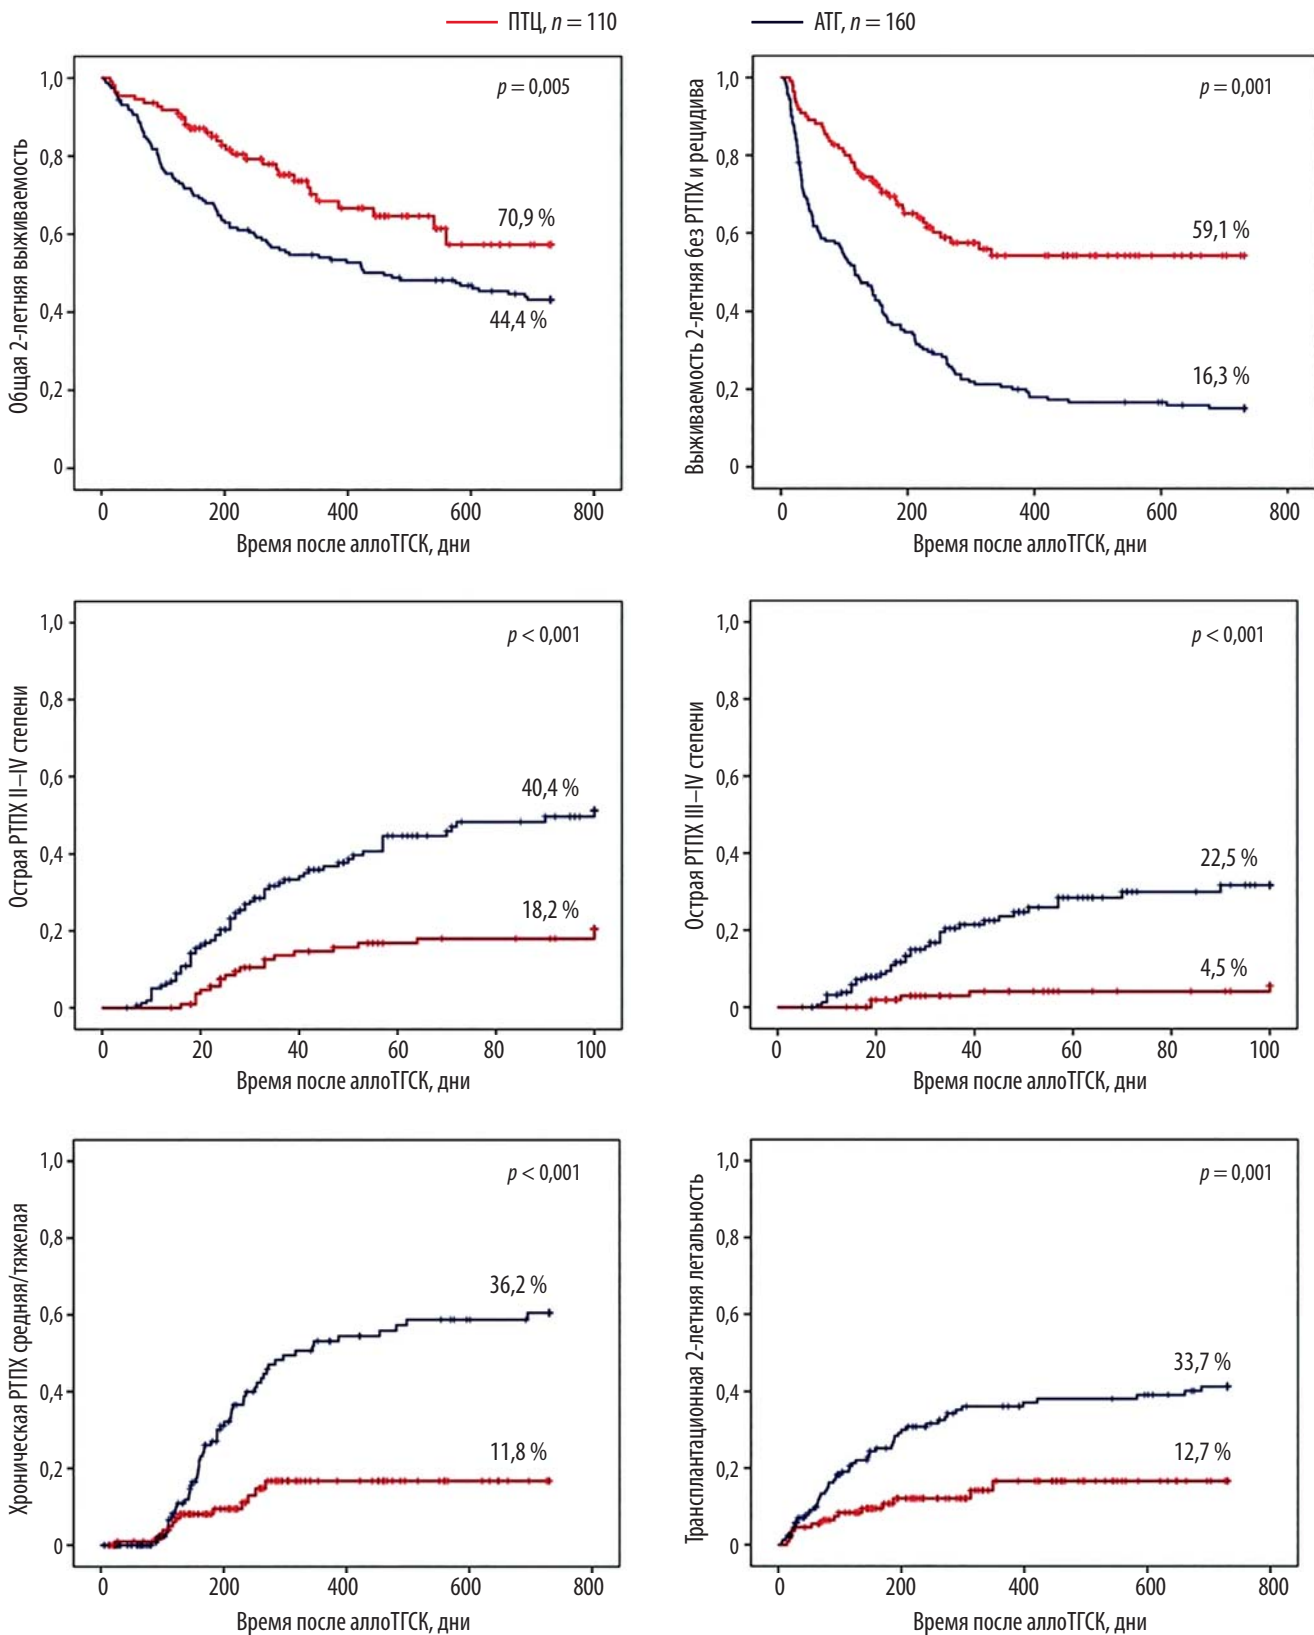 ПТЦ, n = 110
АТГ, n = 160
Общая 2-летняя выживаемость
1,0
0,8
0,6
0,4
0,2
0
p = 0,005
70,9 %
44,4 %
0 200 400 600 800
Время после аллоТГСК, дни
Выживаемость 2-летняя без РТПХ и рецидива
1,0
0,8
0,6
0,4
0,2
0
p = 0,001
59,1 %
16,3 %
0 200 400 600 800
Время после аллоТГСК, дни
Острая РТПХ II–IV степени
1,0
0,8
0,6
0,4
0,2
0
p < 0,001
40,4 %
18,2 %
0 20 40 60 80 100
Время после аллоТГСК, дни
Острая РТПХ III–IV степени
1,0
0,8
0,6
0,4
0,2
0
p < 0,001
22,5 %
4,5 %
0 20 40 60 80 100
Время после аллоТГСК, дни
Хроническая РТПХ средняя/тяжелая
1,0
0,8
0,6
0,4
0,2
0
p < 0,001
36,2 %
11,8 %
0 200 400 600 800
Время после аллоТГСК, дни
Трансплантационная 2-летняя летальность
1,0
0,8
0,6
0,4
0,2
0
p = 0,001
33,7 %
12,7 %
0 200 400 600 800
Время после аллоТГСК, дни